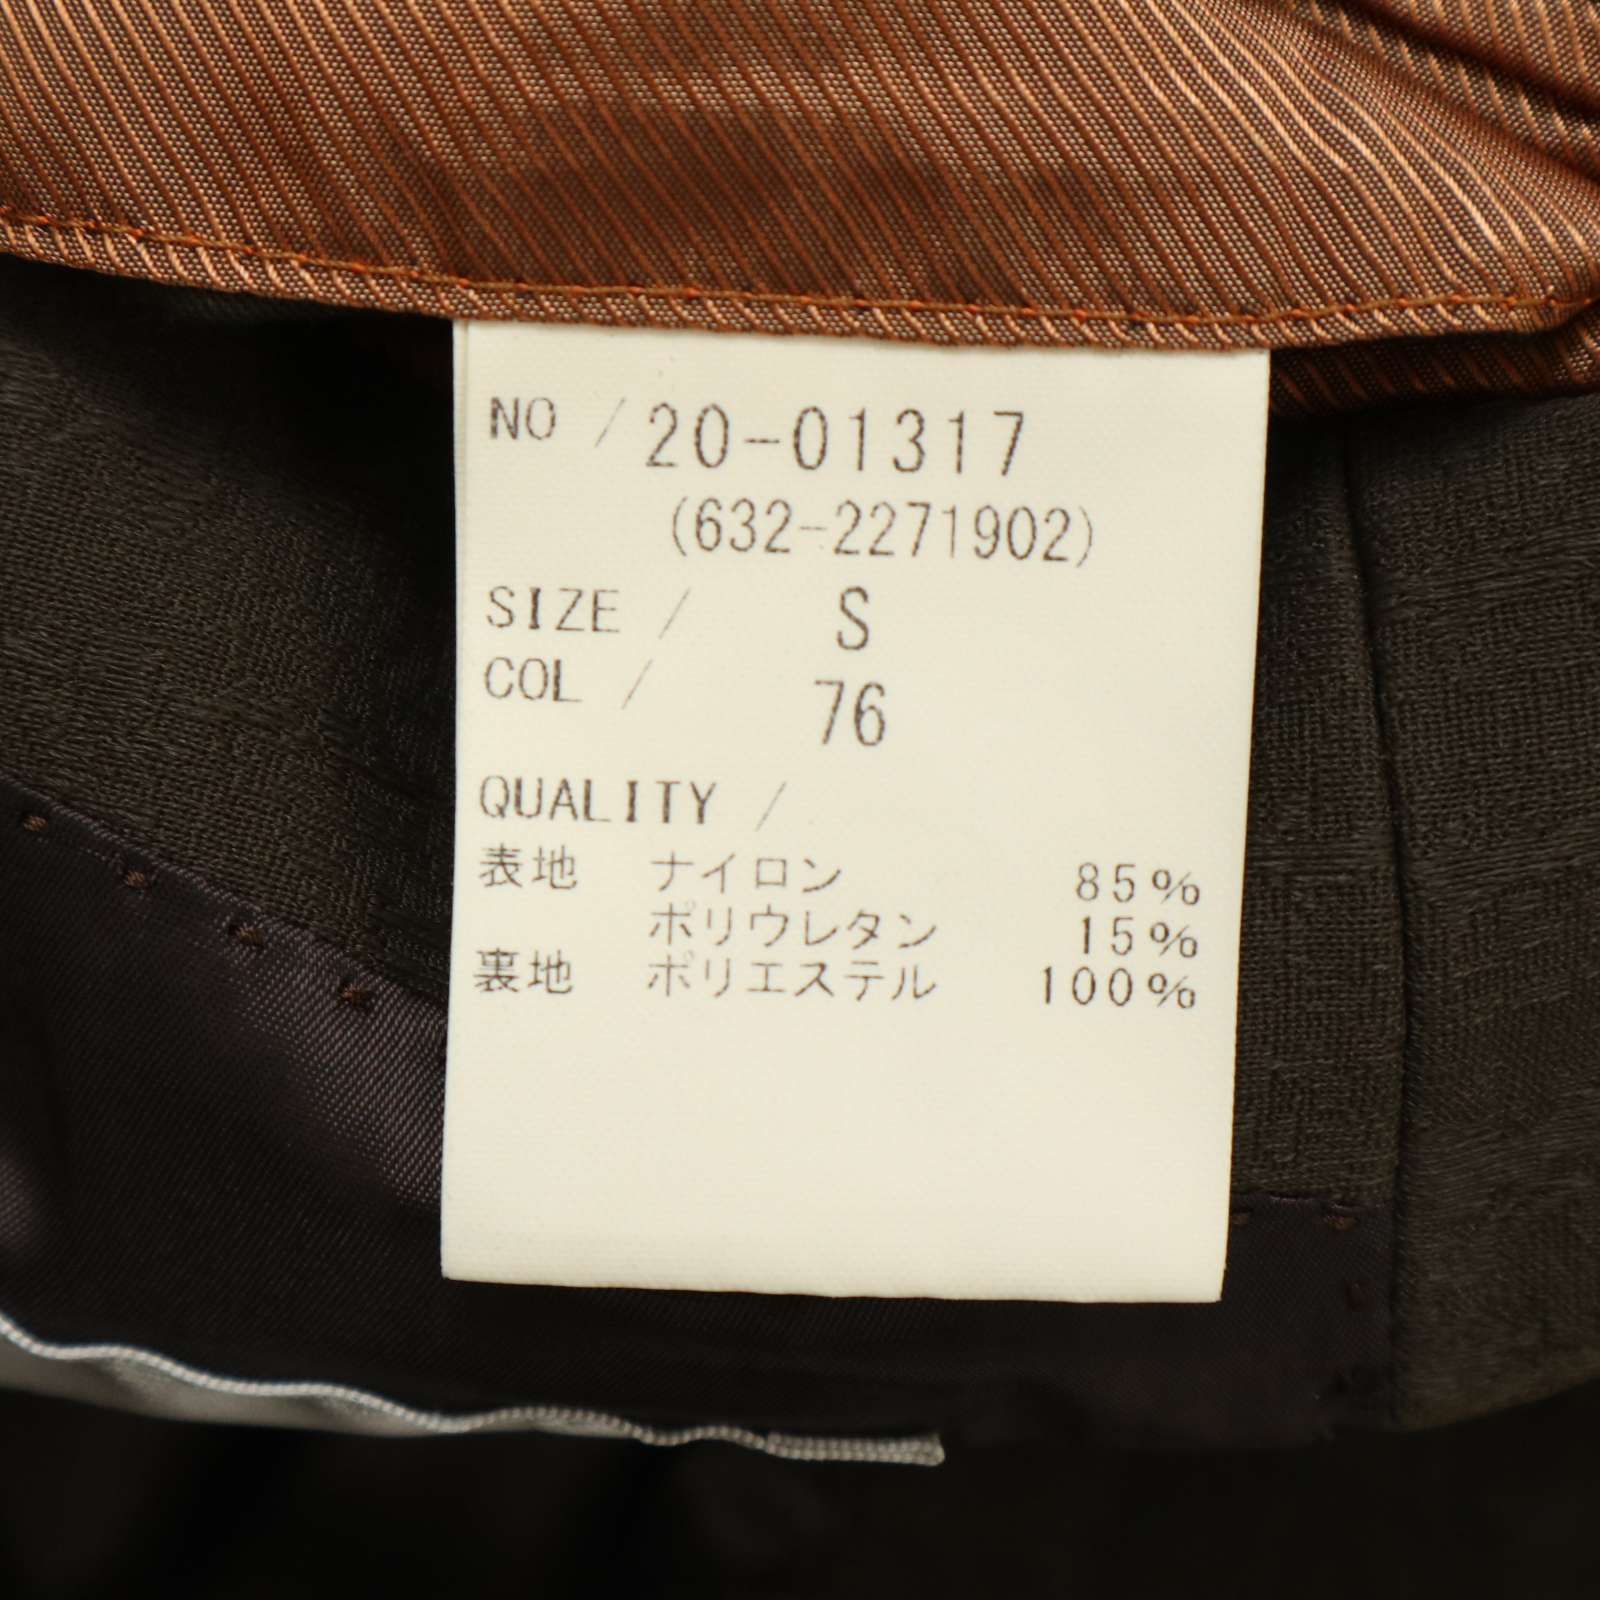 NO / 20-01317
(632-2271902)
SIZE / S
COL / 76
QUALITY /
表地 ナイロン 85%
ポリウレタン 15%
裏地 ポリエステル 100%